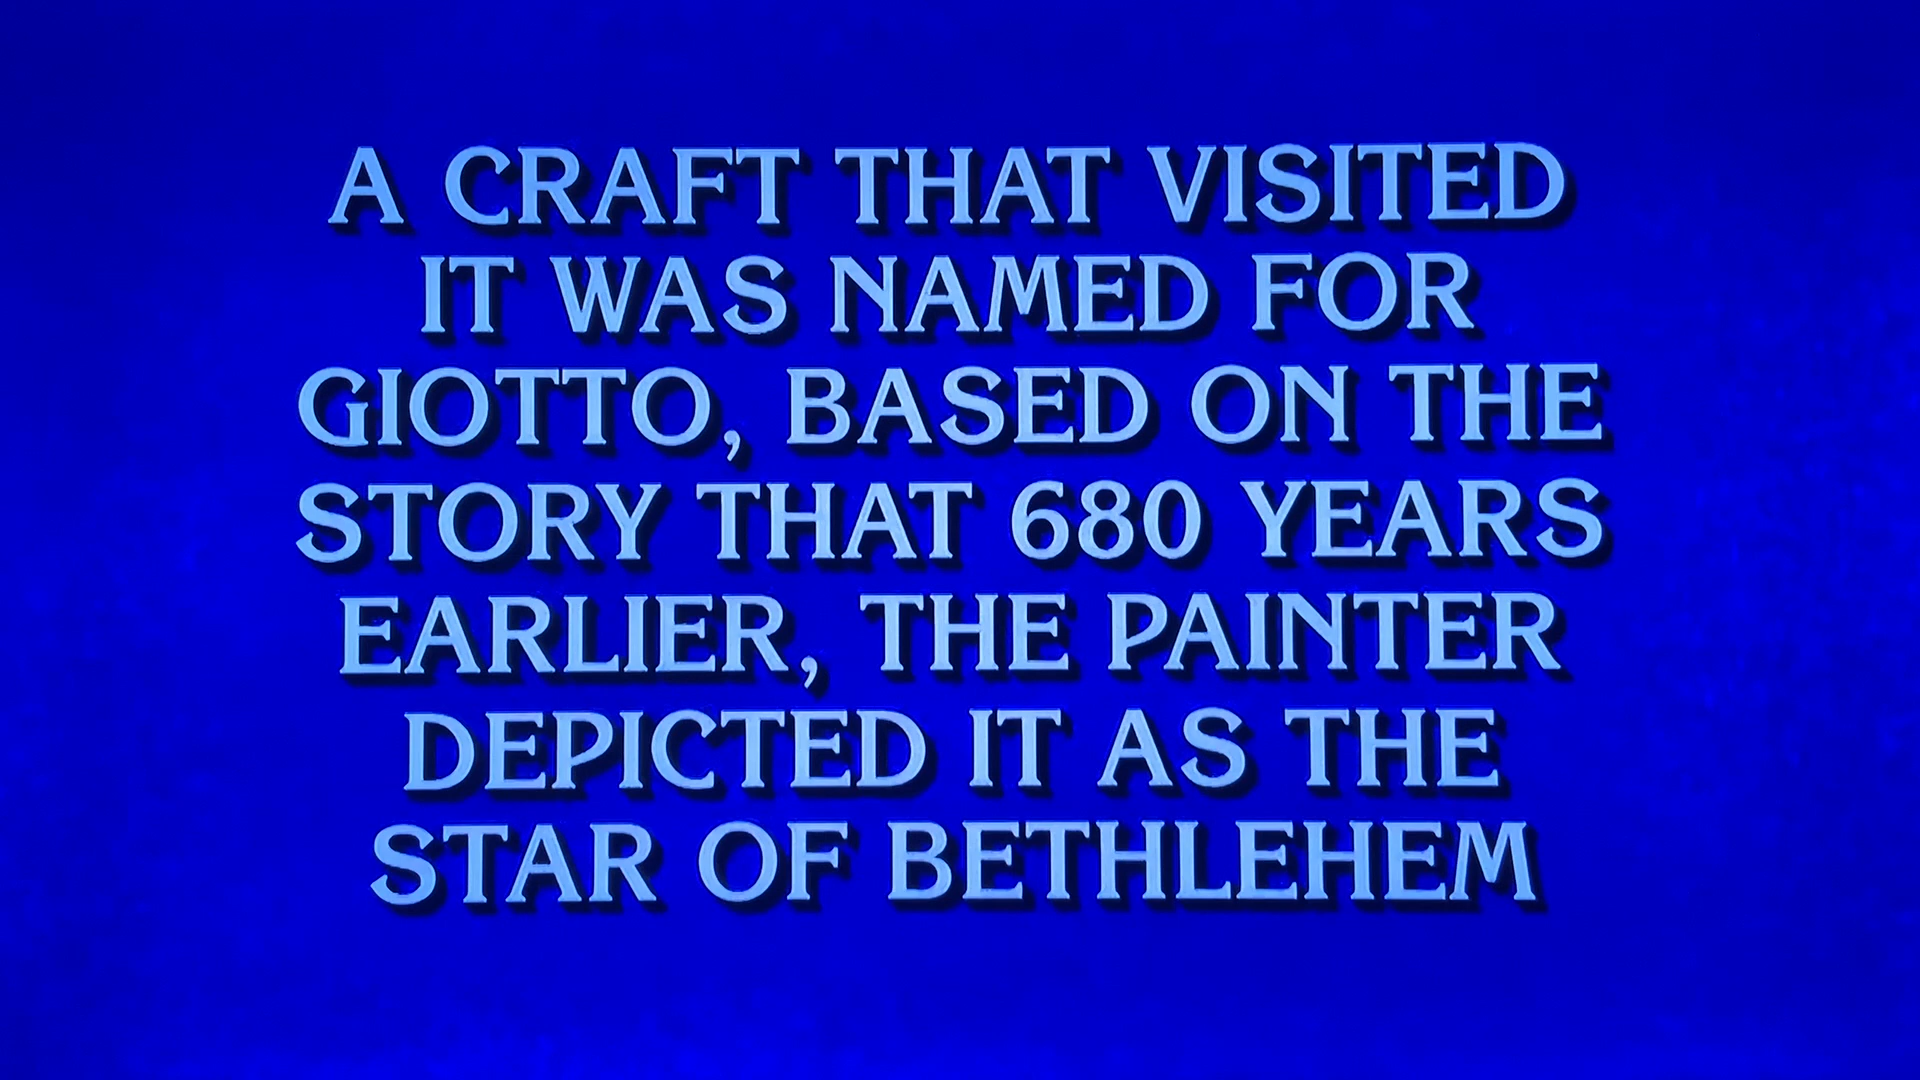 A CRAFT THAT VISITED
IT WAS NAMED FOR
GIOTTO, BASED ON THE
STORY THAT 680 YEARS
EARLIER, THE PAINTER
DEPICTED IT AS THE
STAR OF BETHLEHEM